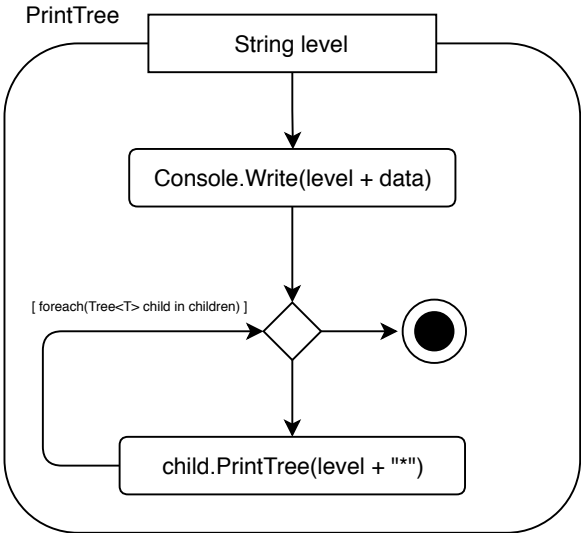 PrintTree
String level
Console.Write(level + data)
[ foreach(Tree<T> child in children) ]
child.PrintTree(level + "*")